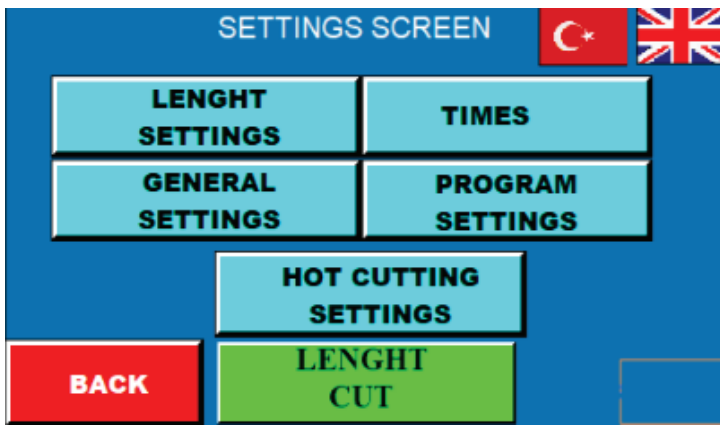 SETTINGS SCREEN
LENGHT
SETTINGS
TIMES
GENERAL
SETTINGS
PROGRAM
SETTINGS
HOT CUTTING
SETTINGS
BACK
LENGHT
CUT